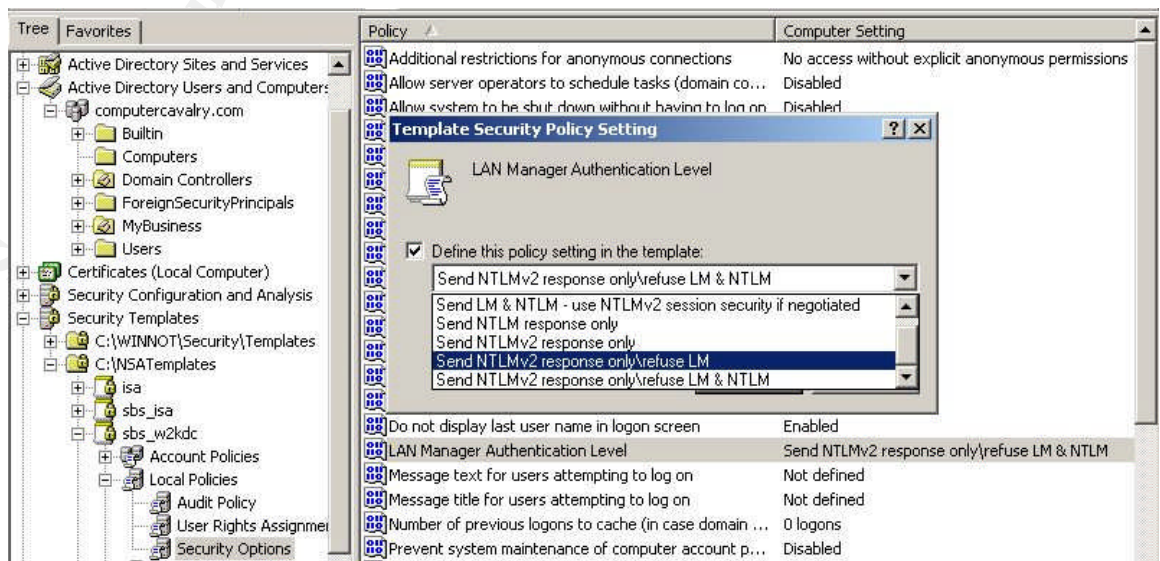 Tree Favorites
Active Directory Sites and Services
Active Directory Users and Computers
computercavalry.com
Builtin
Computers
Domain Controllers
ForeignSecurityPrincipals
MyBusiness
Users
Certificates (Local Computer)
Security Configuration and Analysis
Security Templates
C:\WINNOT\Security\Templates
C:\NSATemplates
isa
sbs_isa
sbs_w2kdc
Account Policies
Local Policies
Audit Policy
User Rights Assignme
Security Options
Policy Computer Setting
Additional restrictions for anonymous connections No access without explicit anonymous permissions
Allow server operators to schedule tasks (domain co... Disabled
Allow system to be shut down without having to log on Disabled
Template Security Policy Setting
LAN Manager Authentication Level
Define this policy setting in the template:
Send NTLMv2 response only\refuse LM & NTLM
Send LM & NTLM - use NTLMv2 session security if negotiated
Send NTLM response only
Send NTLMv2 response only
Send NTLMv2 response only\refuse LM
Send NTLMv2 response only\refuse LM & NTLM
Do not display last user name in logon screen Enabled
LAN Manager Authentication Level Send NTLMv2 response only\refuse LM & NTLM
Message text for users attempting to log on Not defined
Message title for users attempting to log on Not defined
Number of previous logons to cache (in case domain ... 0 logons
Prevent system maintenance of computer account p... Disabled